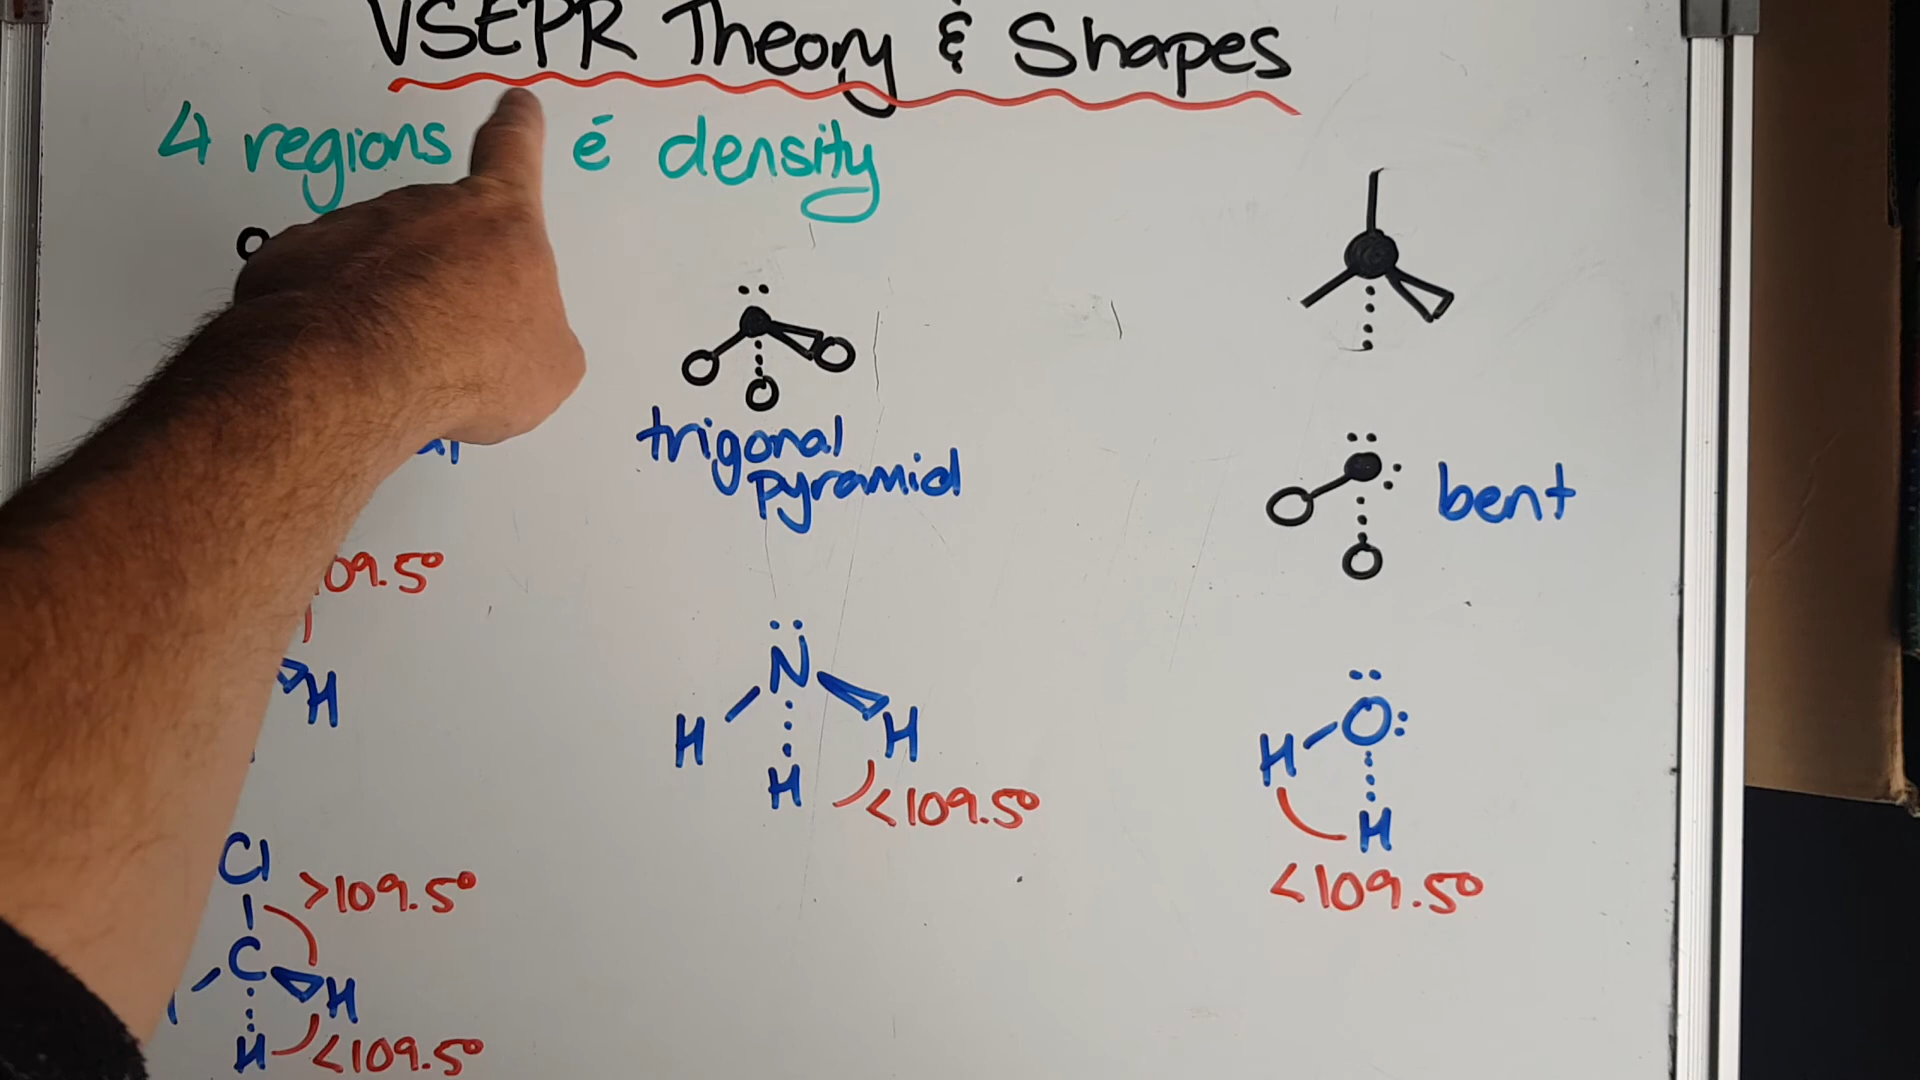 VSEPR Theory & Shapes
4 regions ē density
trigonal
pyramid
bent
09.5°
H
N
H
H
H
<109.5°
O
H
H
<109.5°
Cl
>109.5°
C
H
H
<109.5°